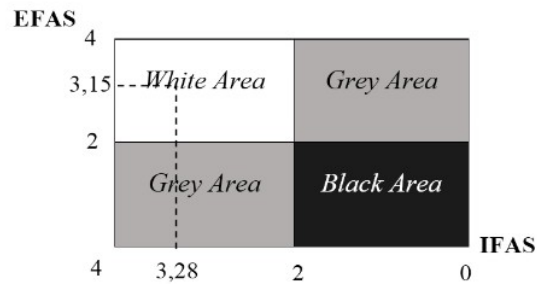 EFAS
4
White Area Grey Area
3,15
2
Grey Area Black Area
IFAS
4 3,28 2 0